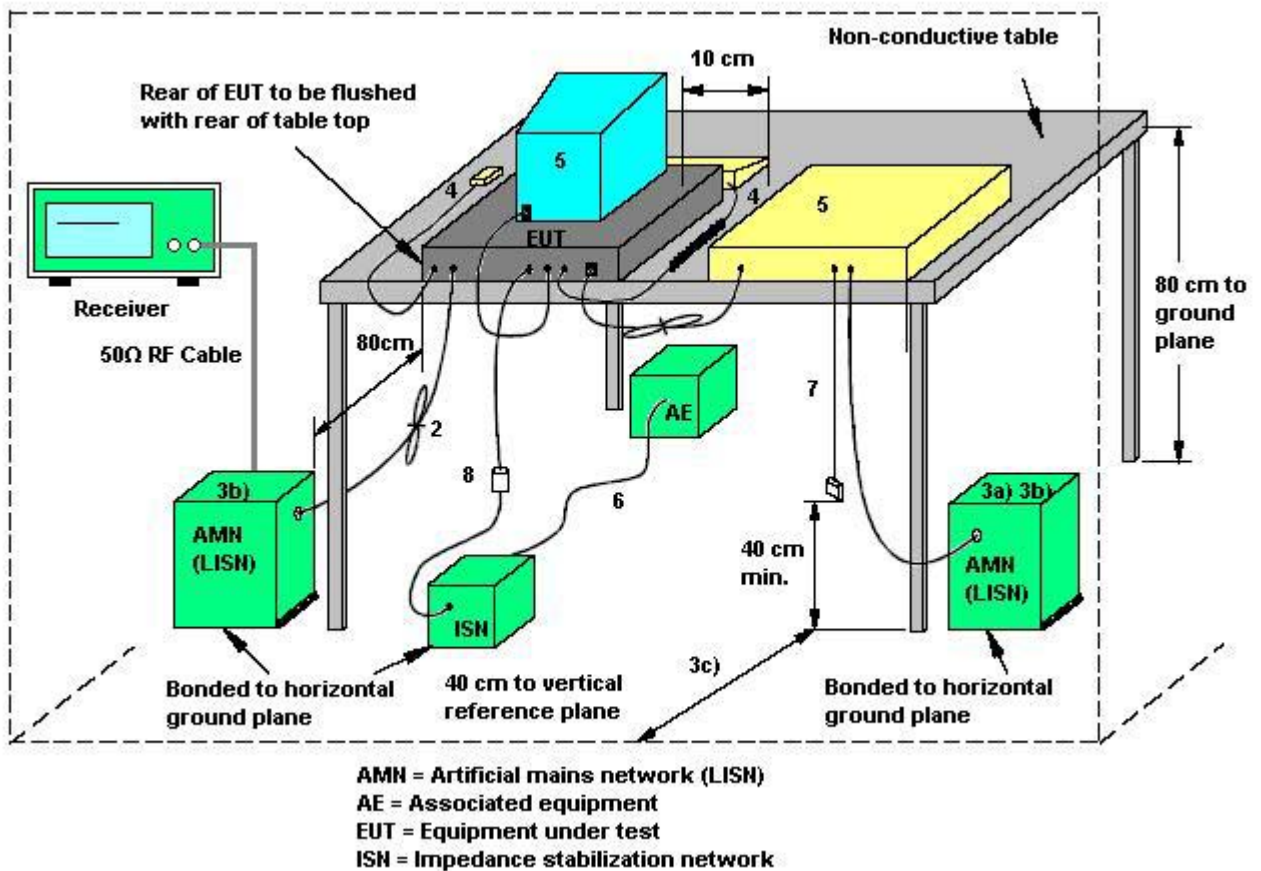 Non-conductive table
10 cm
Rear of EUT to be flushed
with rear of table top
5
4
4
5
EUT
Receiver
80 cm to
ground
plane
50Ω RF Cable
80cm
7
AE
2
8
6
3b)
AMN
(LISN)
3a) 3b)
AMN
(LISN)
40 cm
min.
ISN
3c)
Bonded to horizontal
ground plane
40 cm to vertical
reference plane
Bonded to horizontal
ground plane
AMN = Artificial mains network (LISN)
AE = Associated equipment
EUT = Equipment under test
ISN = Impedance stabilization network